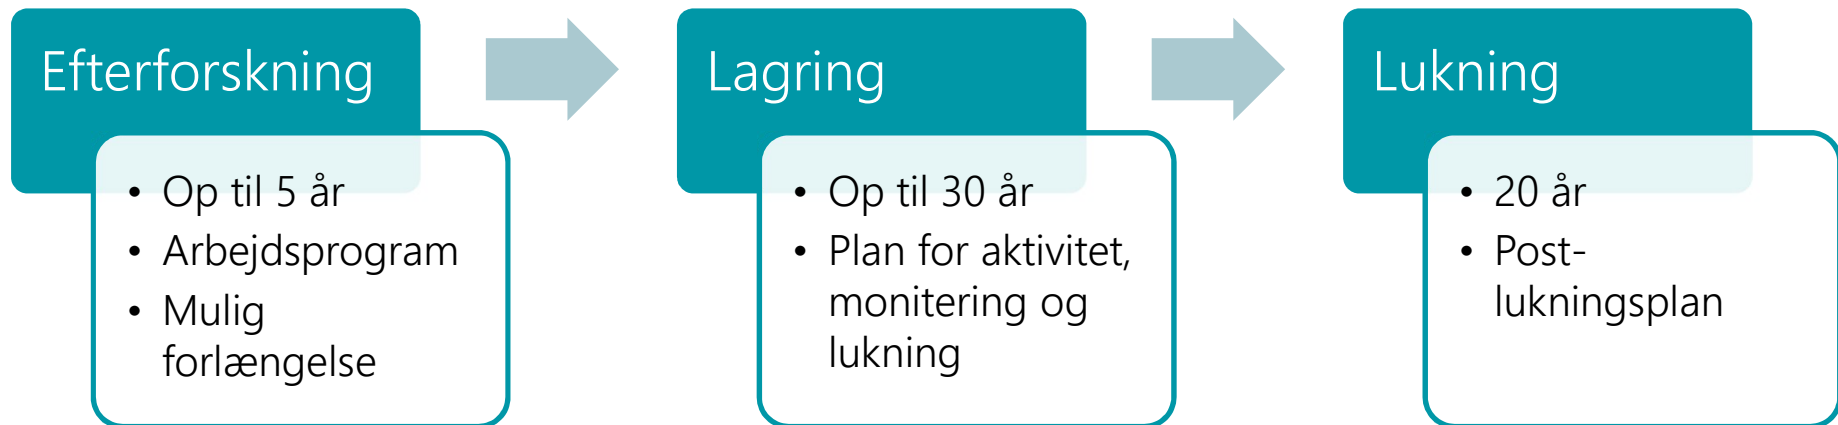 Efterforskning
• Op til 5 år
• Arbejdsprogram
• Mulig
forlængelse
Lagring
• Op til 30 år
• Plan for aktivitet,
monitering og
lukning
Lukning
• 20 år
• Post-
lukningsplan